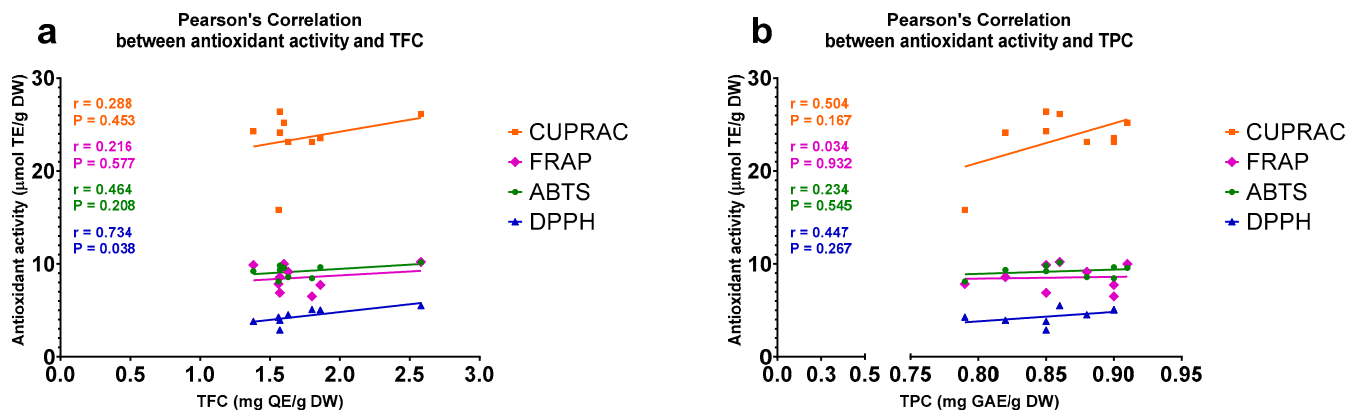 a
Pearson's Correlation
between antioxidant activity and TFC
Antioxidant activity (µmol TE/g DW)
30
20
10
0
r = 0.288
P = 0.453
r = 0.216
P = 0.577
r = 0.464
P = 0.208
r = 0.734
P = 0.038
CUPRAC
FRAP
ABTS
DPPH
0.0 0.5 1.0 1.5 2.0 2.5 3.0
TFC (mg QE/g DW)
b
Pearson's Correlation
between antioxidant activity and TPC
Antioxidant activity (µmol TE/g DW)
30
20
10
0
r = 0.504
P = 0.167
r = 0.034
P = 0.932
r = 0.234
P = 0.545
r = 0.447
P = 0.267
CUPRAC
FRAP
ABTS
DPPH
0.0 0.3 0.5 0.75 0.80 0.85 0.90 0.95
TPC (mg GAE/g DW)